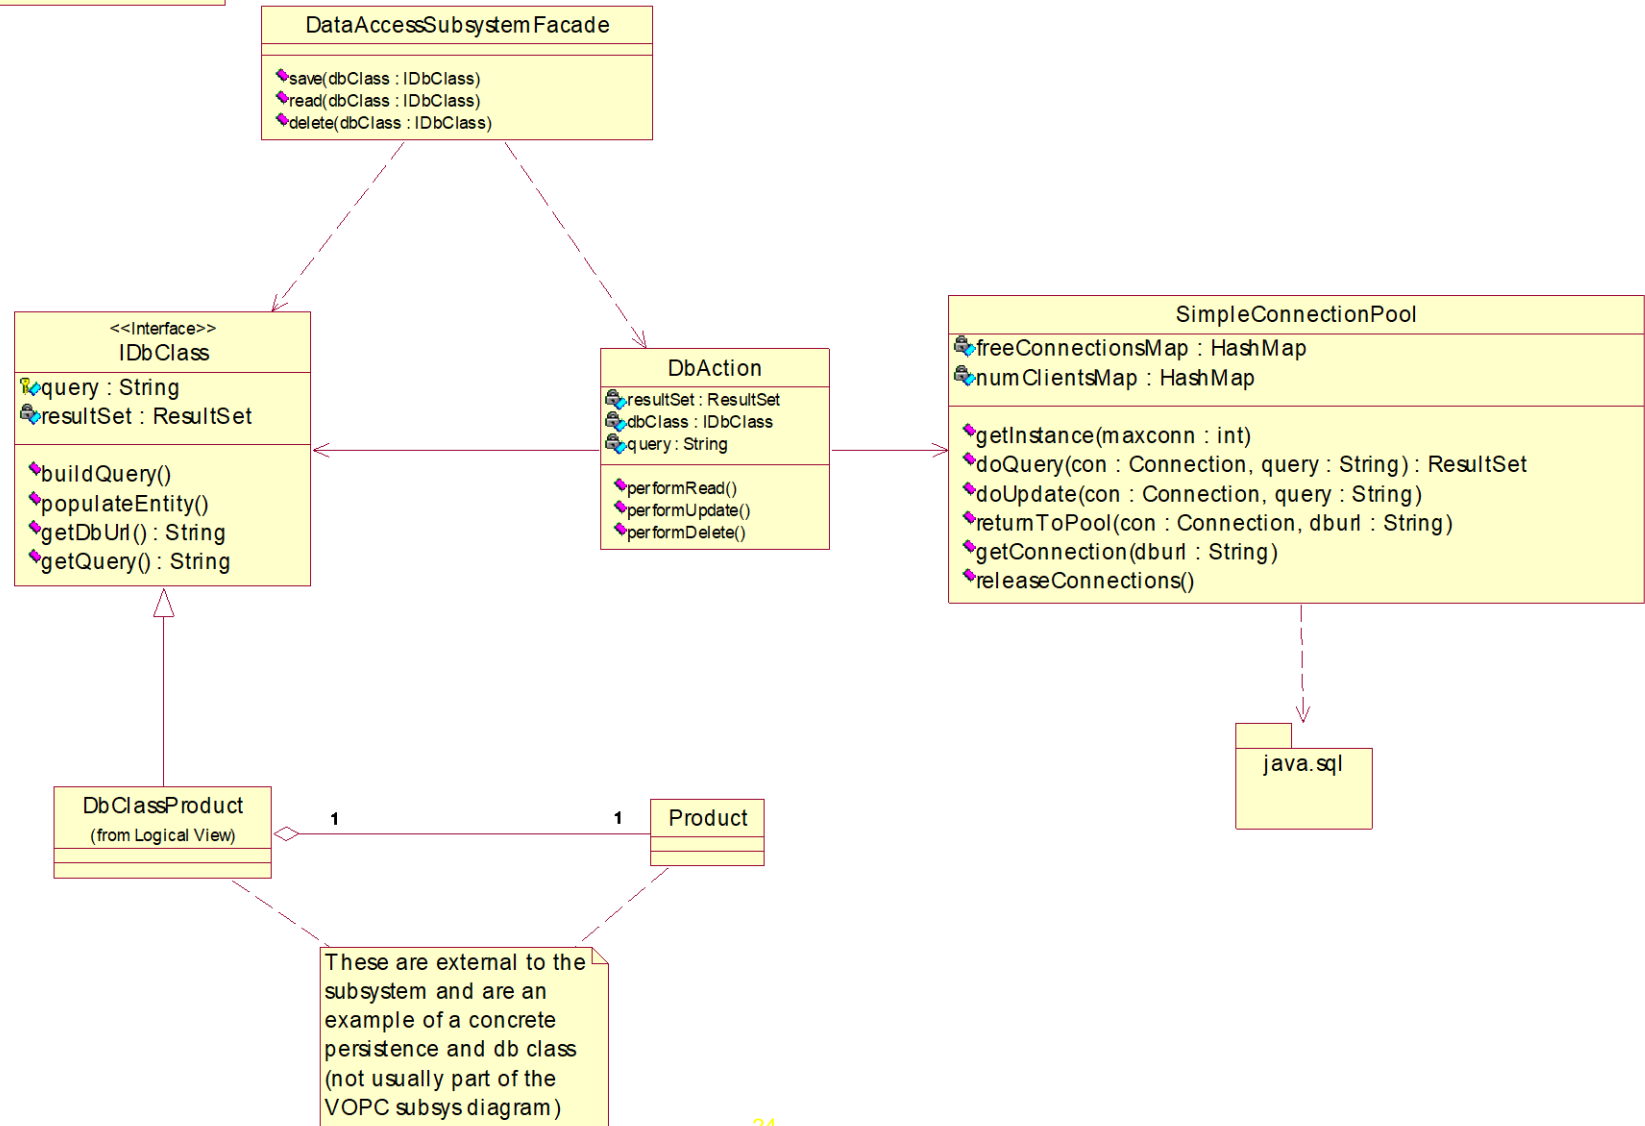 DataAccessSubsystemFacade
save(dbClass : IDbClass)
read(dbClass : IDbClass)
delete(dbClass : IDbClass)
<<Interface>>
IDbClass
query : String
resultSet : ResultSet
buildQuery()
populateEntity()
getDbUrl() : String
getQuery() : String
DbAction
resultSet : ResultSet
dbClass : IDbClass
query : String
performRead()
performUpdate()
performDelete()
SimpleConnectionPool
freeConnectionsMap : HashMap
numClientsMap : HashMap
getInstance(maxconn : int)
doQuery(con : Connection, query : String) : ResultSet
doUpdate(con : Connection, query : String)
returnToPool(con : Connection, dburl : String)
getConnection(dburl : String)
releaseConnections()
java.sql
DbClassProduct
(from Logical View)
1
1
Product
These are external to the
subsystem and are an
example of a concrete
persistence and db class
(not usually part of the
VOPC subsys diagram)